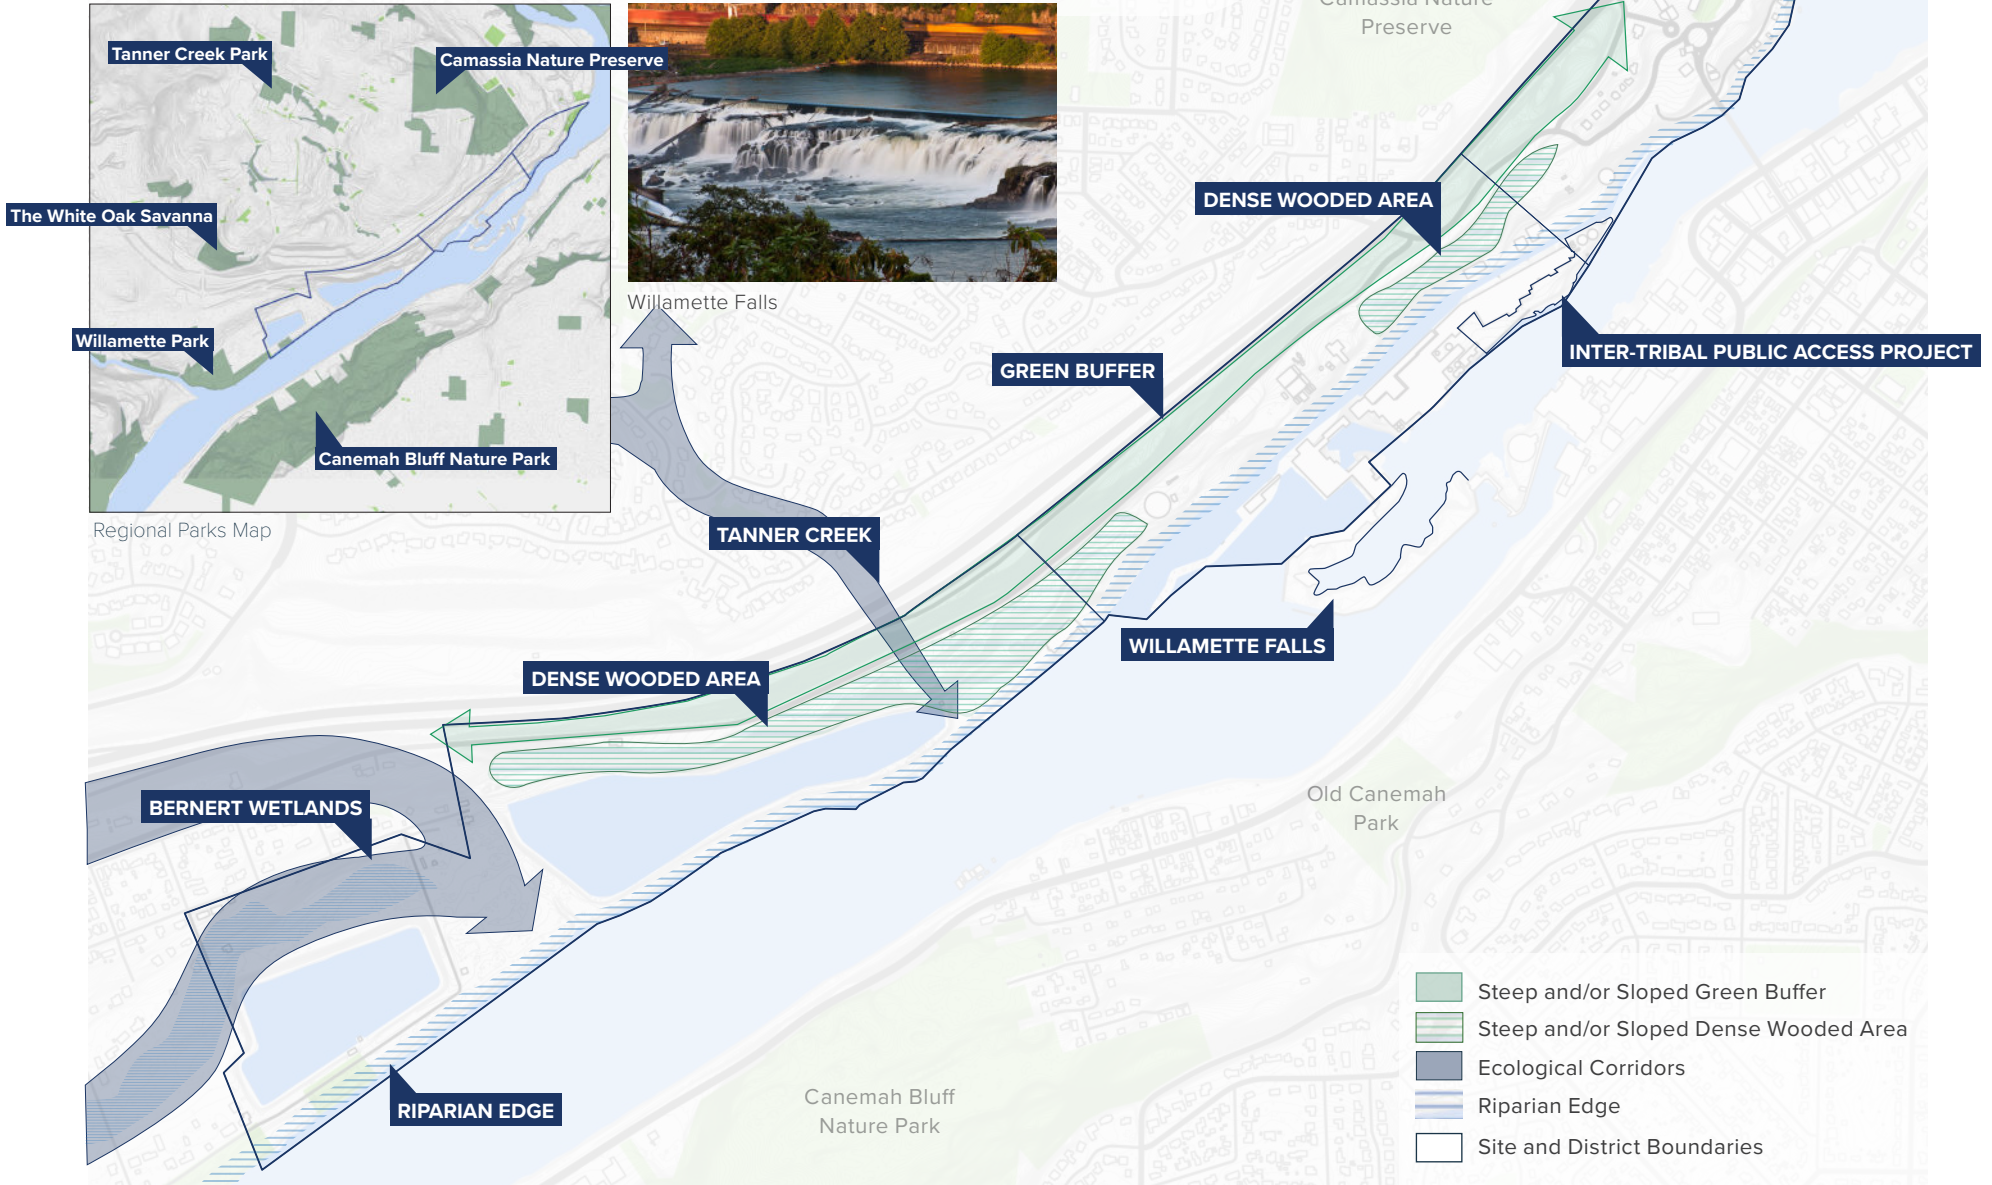 Camassia Nature
Preserve
Tanner Creek Park
Camassia Nature Preserve
The White Oak Savanna
Willamette Park
Canemah Bluff Nature Park
Regional Parks Map
Willamette Falls
DENSE WOODED AREA
INTER-TRIBAL PUBLIC ACCESS PROJECT
GREEN BUFFER
TANNER CREEK
WILLAMETTE FALLS
DENSE WOODED AREA
BERNERT WETLANDS
Old Canemah
Park
RIPARIAN EDGE
Canemah Bluff
Nature Park
Steep and/or Sloped Green Buffer
Steep and/or Sloped Dense Wooded Area
Ecological Corridors
Riparian Edge
Site and District Boundaries